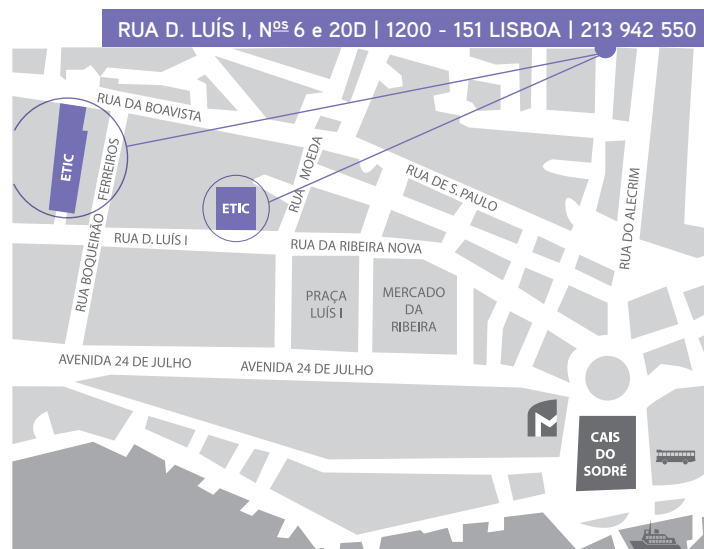 RUA D. LUÍS I, Nºˢ 6 e 20D | 1200 - 151 LISBOA | 213 942 550
RUA DA BOAVISTA
ETIC
RUA BOQUEIRÃO FERREIROS
RUA MOEDA
RUA DE S. PAULO
RUA DO ALECRIM
ETIC
RUA D. LUÍS I
RUA DA RIBEIRA NOVA
PRAÇA
LUÍS I
MERCADO
DA
RIBEIRA
AVENIDA 24 DE JULHO
AVENIDA 24 DE JULHO
M
CAIS
DO
SODRÉ